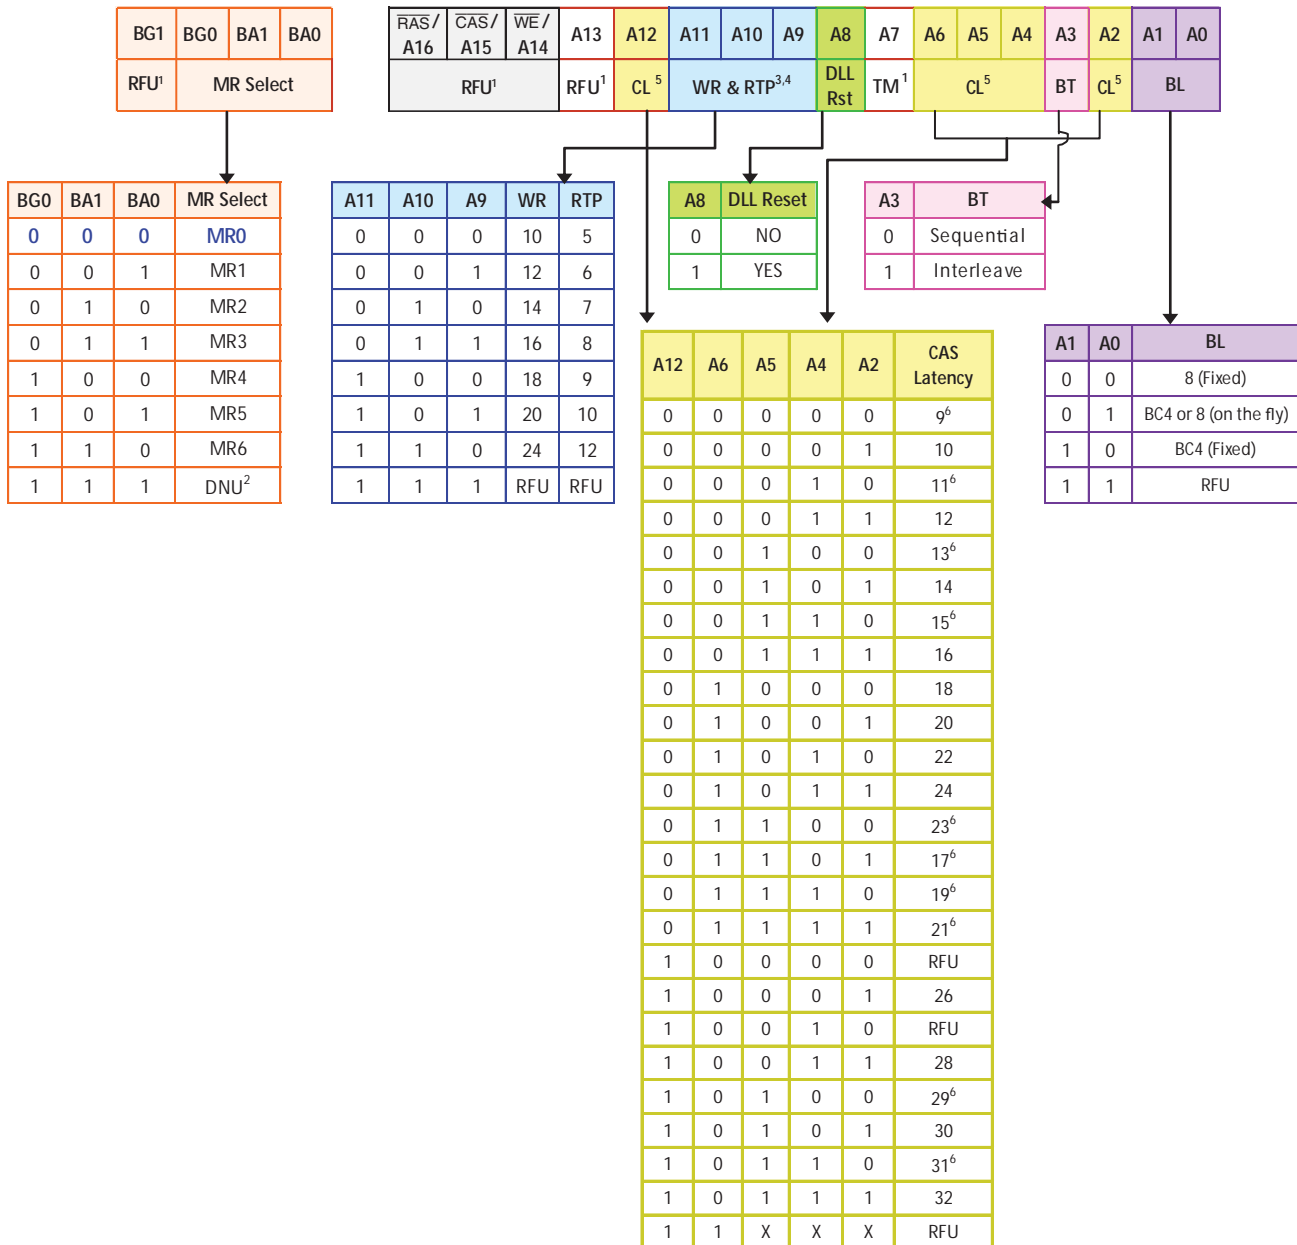 BG1 BG0 BA1 BA0
RFU¹ MR Select
RAS/ A16 CAS/ A15 WE/ A14 A13 A12 A11 A10 A9 A8 A7 A6 A5 A4 A3 A2 A1 A0
RFU¹ RFU¹ CL⁵ WR & RTP³,⁴ DLL Rst TM¹ CL⁵ BT CL⁵ BL
BG0 BA1 BA0 MR Select
0 0 0 MR0
0 0 1 MR1
0 1 0 MR2
0 1 1 MR3
1 0 0 MR4
1 0 1 MR5
1 1 0 MR6
1 1 1 DNU²
A11 A10 A9 WR RTP
0 0 0 10 5
0 0 1 12 6
0 1 0 14 7
0 1 1 16 8
1 0 0 18 9
1 0 1 20 10
1 1 0 24 12
1 1 1 RFU RFU
A8 DLL Reset
0 NO
1 YES
A3 BT
0 Sequential
1 Interleave
A12 A6 A5 A4 A2 CAS Latency
0 0 0 0 0 9⁶
0 0 0 0 1 10
0 0 0 1 0 11⁶
0 0 0 1 1 12
0 0 1 0 0 13⁶
0 0 1 0 1 14
0 0 1 1 0 15⁶
0 0 1 1 1 16
0 1 0 0 0 18
0 1 0 0 1 20
0 1 0 1 0 22
0 1 0 1 1 24
0 1 1 0 0 23⁶
0 1 1 0 1 17⁶
0 1 1 1 0 19⁶
0 1 1 1 1 21⁶
1 0 0 0 0 RFU
1 0 0 0 1 26
1 0 0 1 0 RFU
1 0 0 1 1 28
1 0 1 0 0 29⁶
1 0 1 0 1 30
1 0 1 1 0 31⁶
1 0 1 1 1 32
1 1 X X X RFU
A1 A0 BL
0 0 8 (Fixed)
0 1 BC4 or 8 (on the fly)
1 0 BC4 (Fixed)
1 1 RFU